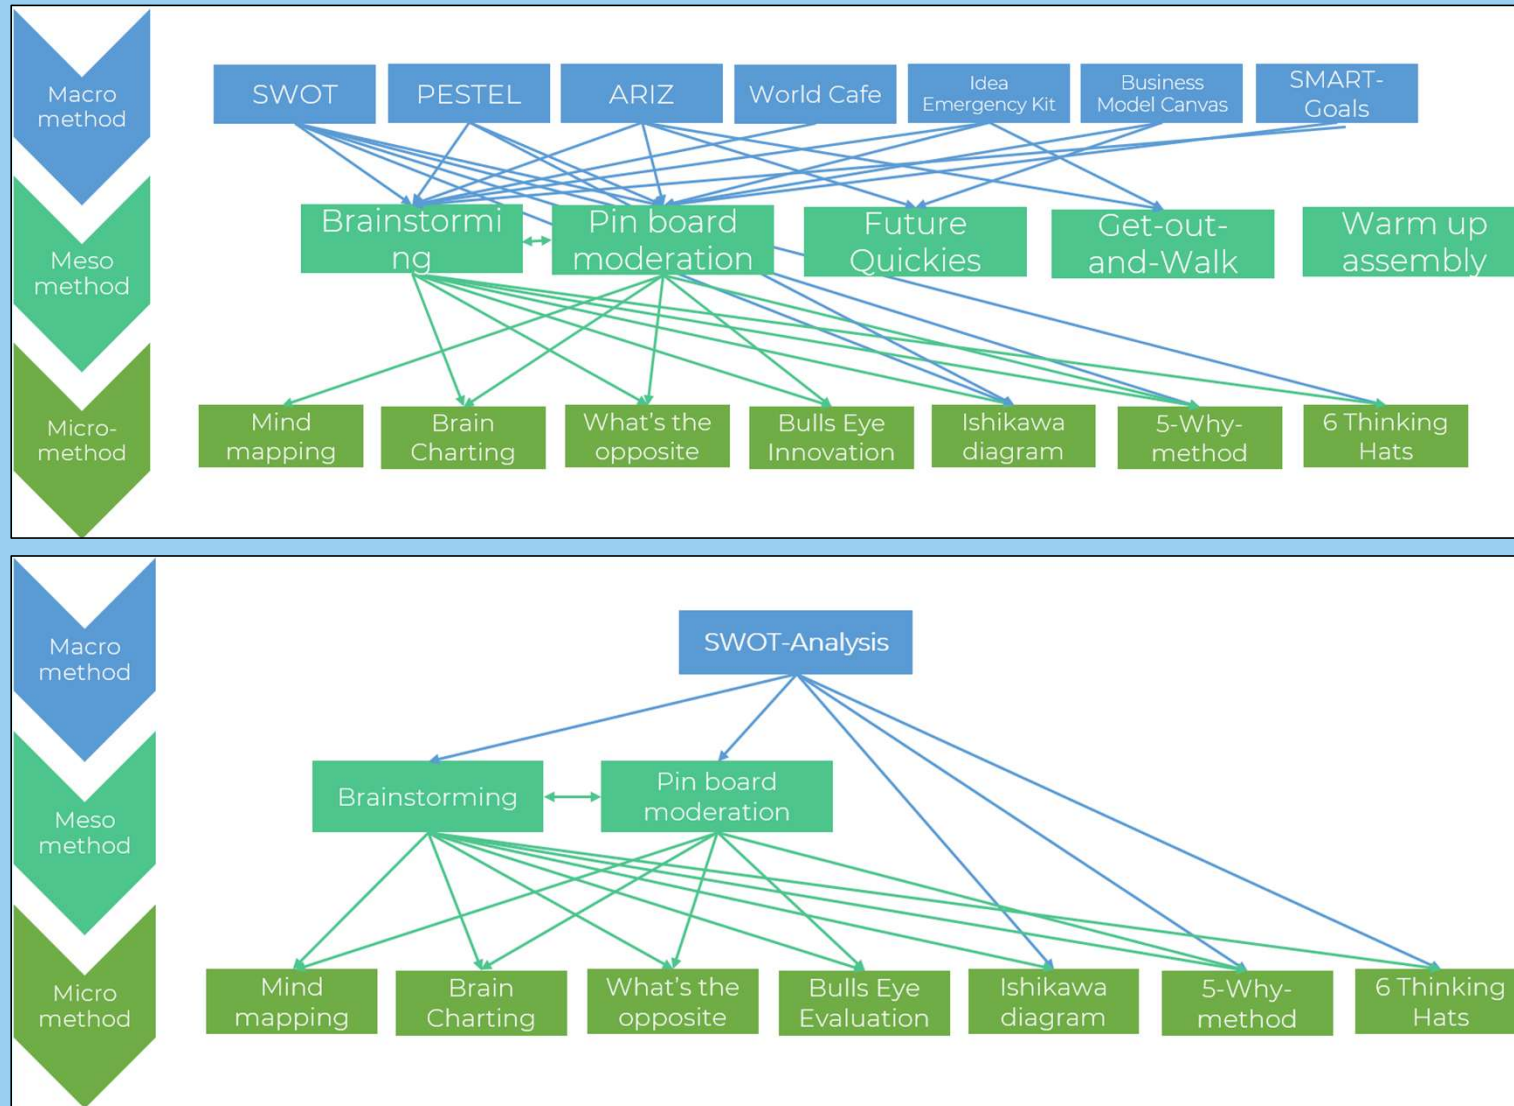 Macro
method
SWOT
PESTEL
ARIZ
World Cafe
Idea
Emergency Kit
Business
Model Canvas
SMART-
Goals
Meso
method
Brainstormi
ng
Pin board
moderation
Future
Quickies
Get-out-
and-Walk
Warm up
assembly
Micro-
method
Mind
mapping
Brain
Charting
What's the
opposite
Bulls Eye
Innovation
Ishikawa
diagram
5-Why-
method
6 Thinking
Hats
Macro
method
SWOT-Analysis
Meso
method
Brainstorming
Pin board
moderation
Micro
method
Mind
mapping
Brain
Charting
What's the
opposite
Bulls Eye
Evaluation
Ishikawa
diagram
5-Why-
method
6 Thinking
Hats